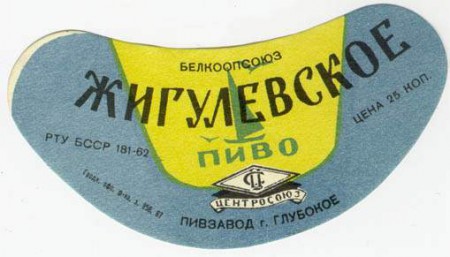 БЕЛКООПСОЮЗ
ЖИГУЛЕВСКОЕ
ПИВО
РТУ БССР 181-62
ЦЕНА 25 КОП.
ЦЕНТРОСОЮЗ
ПИВЗАВОД г. ГЛУБОКОЕ